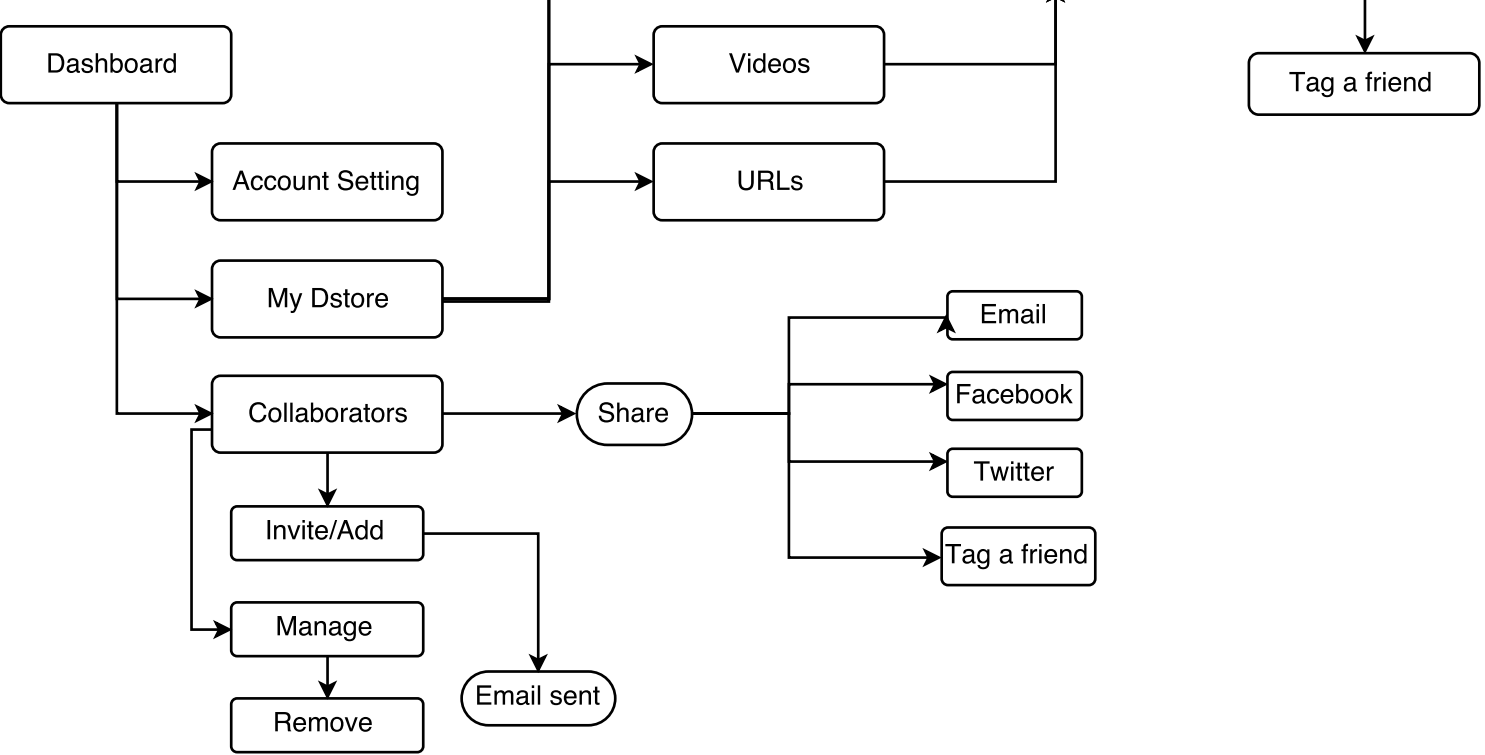 Dashboard
Videos
Tag a friend
Account Setting
URLs
My Dstore
Email
Collaborators
Share
Facebook
Twitter
Invite/Add
Tag a friend
Manage
Email sent
Remove